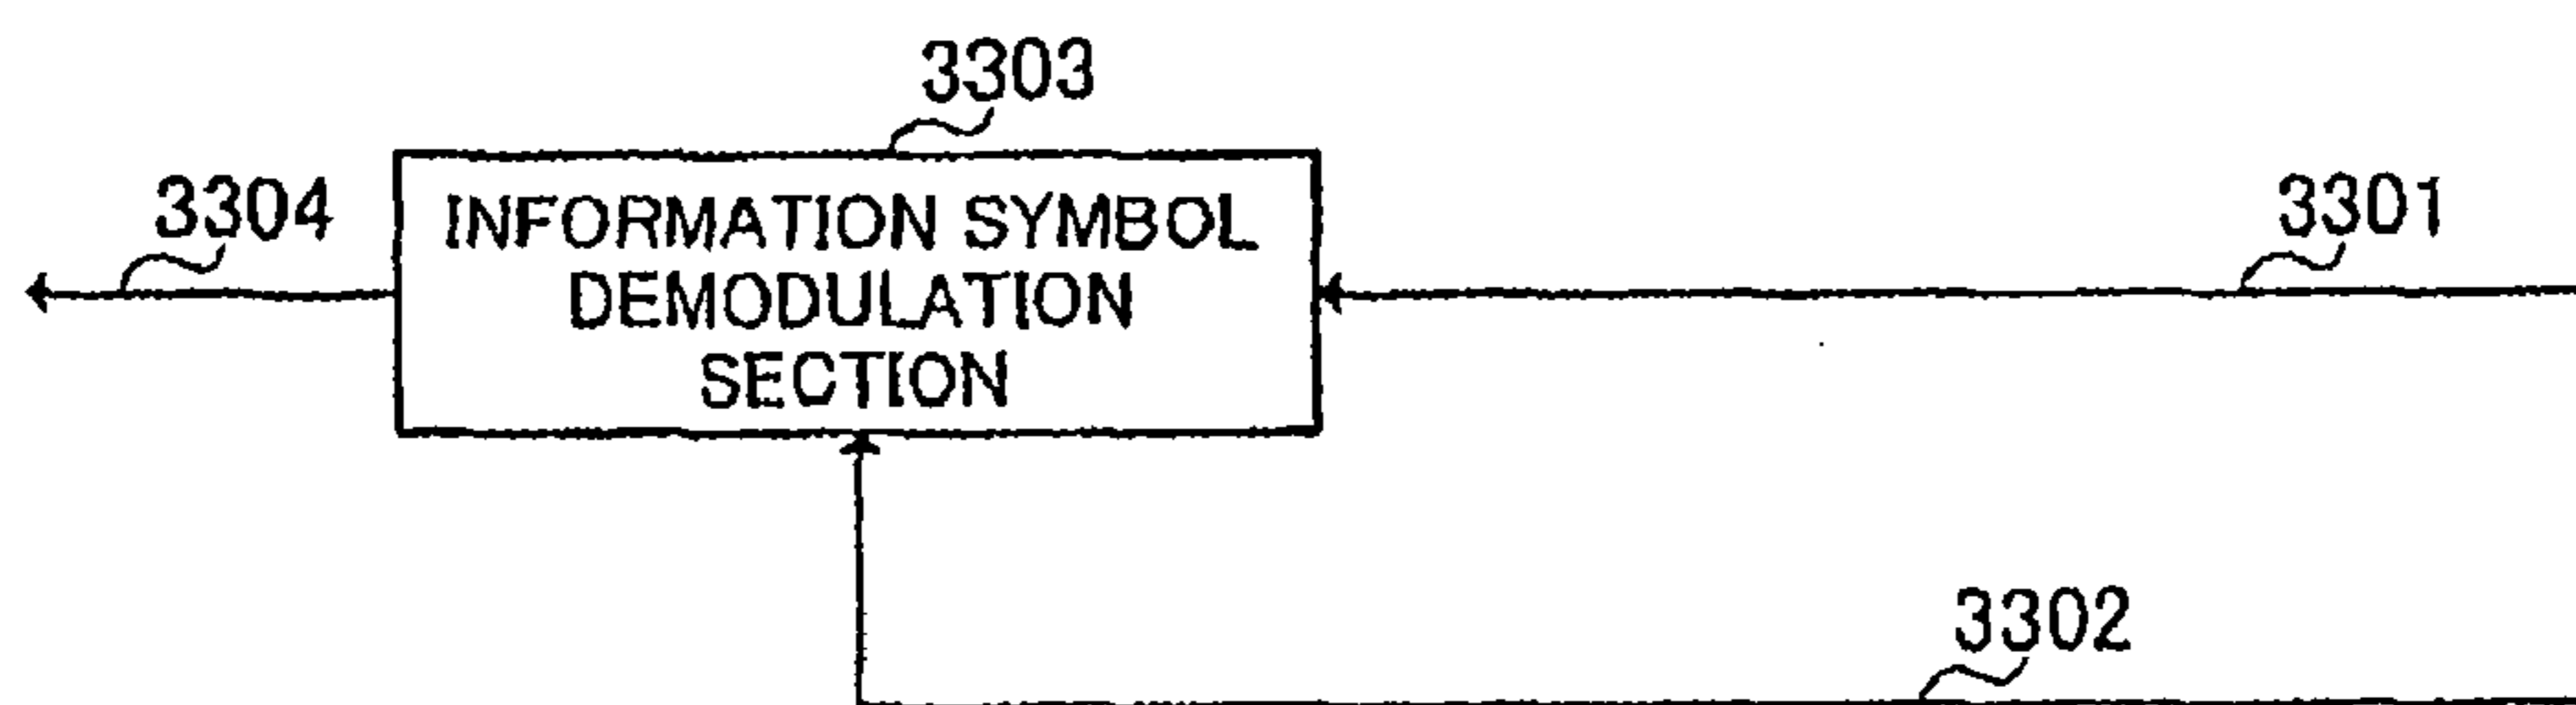 3303
3304
INFORMATION SYMBOL
DEMODULATION
SECTION
3301
3302